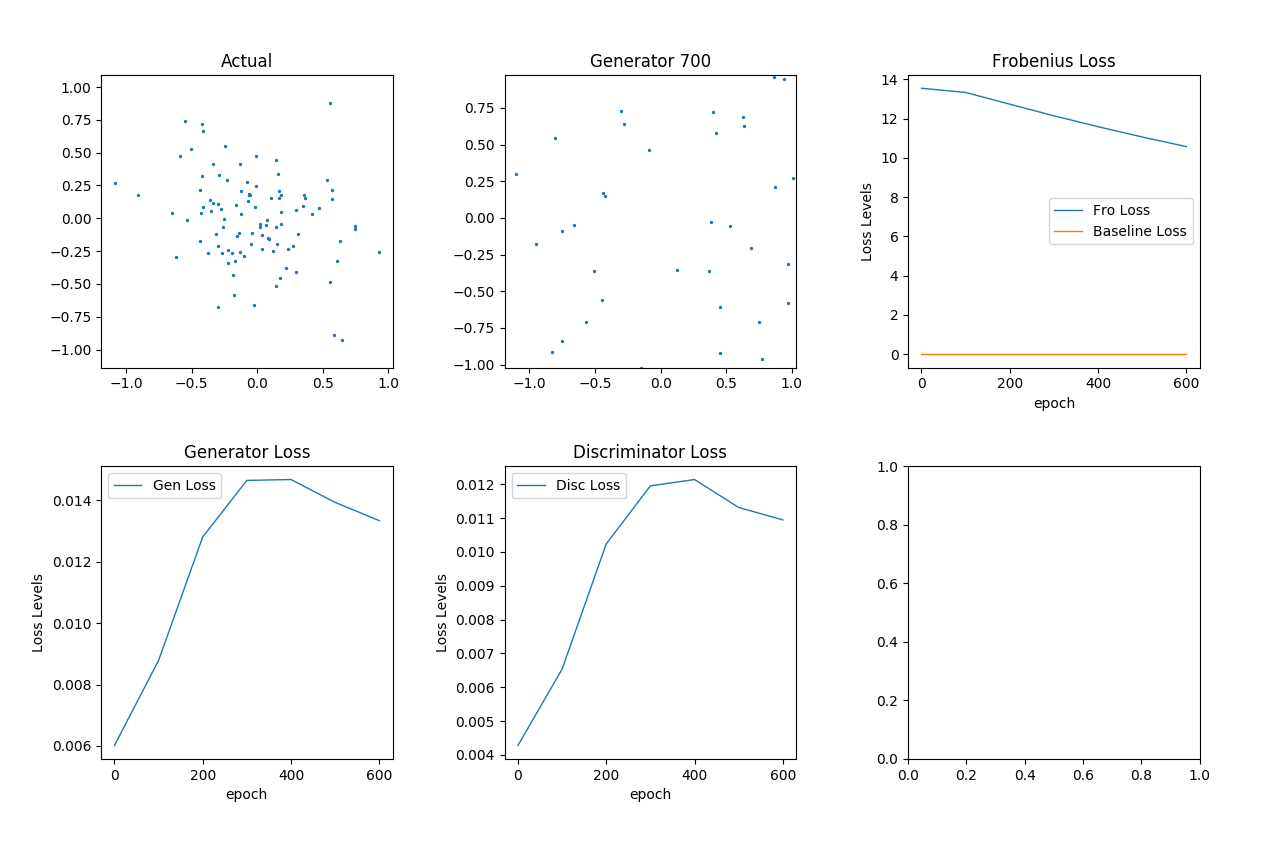 Actual
1.00
0.75
0.50
0.25
0.00
−0.25
−0.50
−0.75
−1.00
−1.0 −0.5 0.0 0.5 1.0
Generator 700
0.75
0.50
0.25
0.00
−0.25
−0.50
−0.75
−1.00
−1.0 −0.5 0.0 0.5 1.0
Frobenius Loss
14
12
10
8
6
4
2
0
Loss Levels
Fro Loss
Baseline Loss
0 200 400 600
epoch
Generator Loss
Gen Loss
0.014
0.012
0.010
0.008
0.006
Loss Levels
0 200 400 600
epoch
Discriminator Loss
Disc Loss
0.012
0.011
0.010
0.009
0.008
0.007
0.006
0.005
0.004
Loss Levels
0 200 400 600
epoch
1.0
0.8
0.6
0.4
0.2
0.0
0.0 0.2 0.4 0.6 0.8 1.0